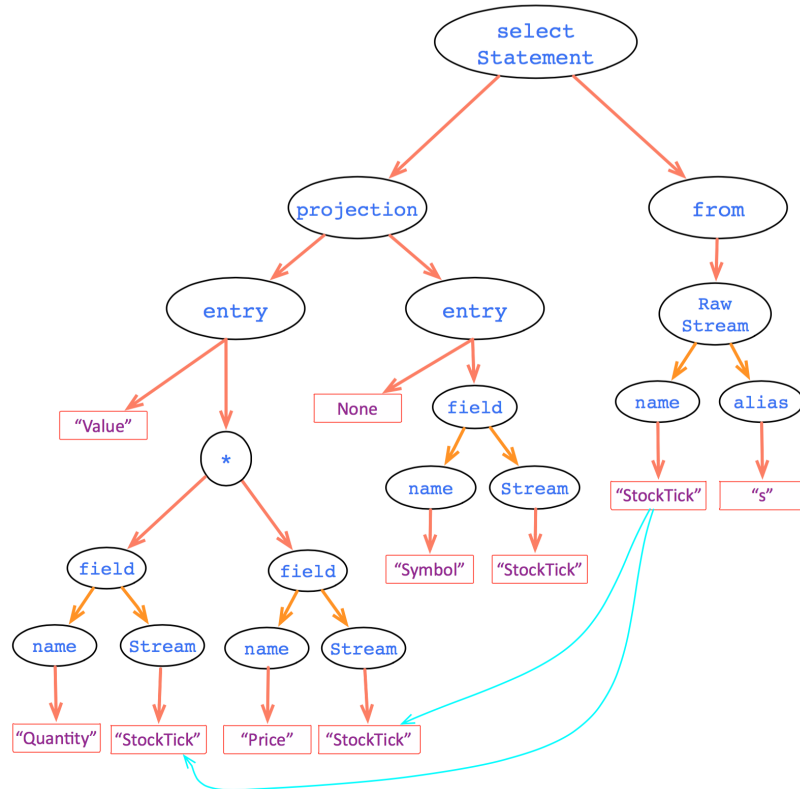 select
Statement
projection
from
entry
entry
Raw
Stream
“Value”
None
field
name
alias
*
name
Stream
“StockTick”
“s”
field
field
“Symbol”
“StockTick”
name
Stream
name
Stream
“Quantity”
“StockTick”
“Price”
“StockTick”